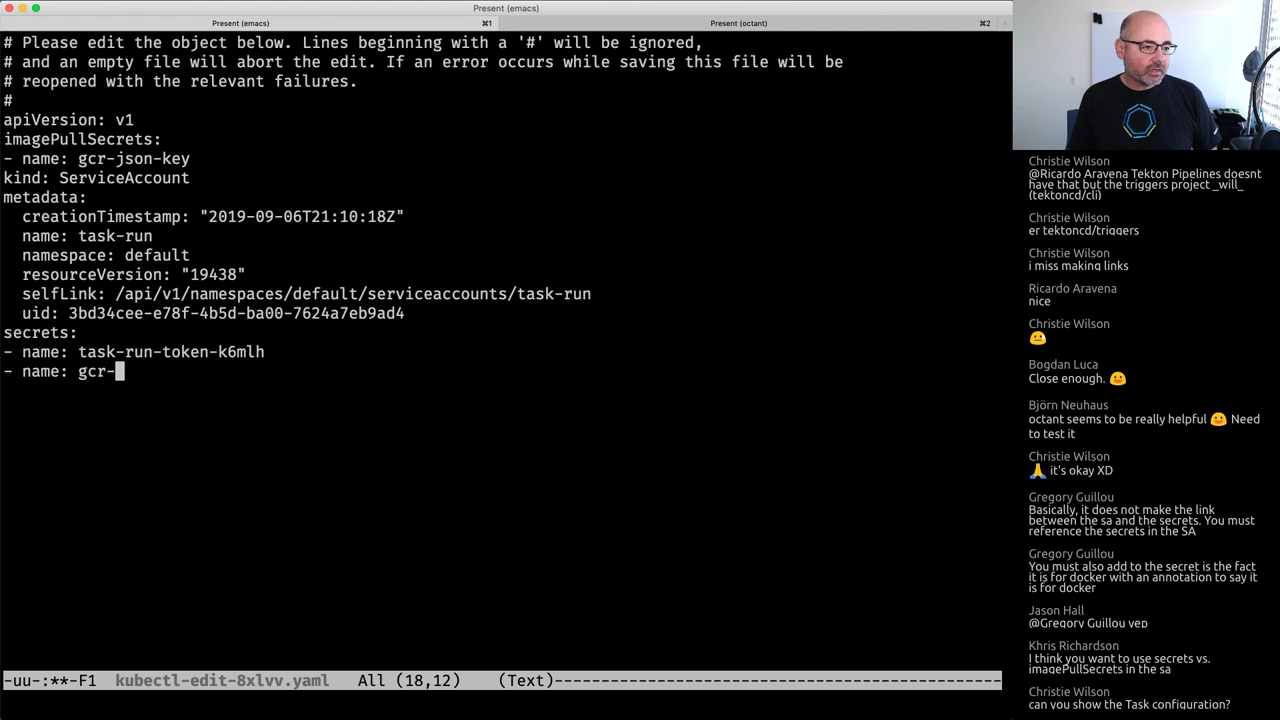 Present (emacs)
Present (emacs) ⌘1 Present (octant) ⌘2
# Please edit the object below. Lines beginning with a '#' will be ignored,
# and an empty file will abort the edit. If an error occurs while saving this file will be
# reopened with the relevant failures.
#
apiVersion: v1
imagePullSecrets:
- name: gcr-json-key
kind: ServiceAccount
metadata:
  creationTimestamp: "2019-09-06T21:10:18Z"
  name: task-run
  namespace: default
  resourceVersion: "19438"
  selfLink: /api/v1/namespaces/default/serviceaccounts/task-run
  uid: 3bd34cee-e78f-4b5d-ba00-7624a7eb9ad4
secrets:
- name: task-run-token-k6mlh
- name: gcr-
-uu-:**-F1  kubectl-edit-8xlvv.yaml   All (18,12)    (Text)-----------------------------------------------
Christie Wilson
@Ricardo Aravena Tekton Pipelines doesnt
have that but the triggers project _will_
(tektoncd/cli)
Christie Wilson
er tektoncd/triggers
Christie Wilson
i miss making links
Ricardo Aravena
nice
Christie Wilson
Bogdan Luca
Close enough. 😛
Björn Neuhaus
octant seems to be really helpful 😛 Need
to test it
Christie Wilson
🙏 it's okay XD
Gregory Guillou
Basically, it does not make the link
between the sa and the secrets. You must
reference the secrets in the SA
Gregory Guillou
You must also add to the secret is the fact
it is for docker with an annotation to say it
is for docker
Jason Hall
@Gregory Guillou yep
Khris Richardson
I think you want to use secrets vs.
imagePullSecrets in the sa
Christie Wilson
can you show the Task configuration?